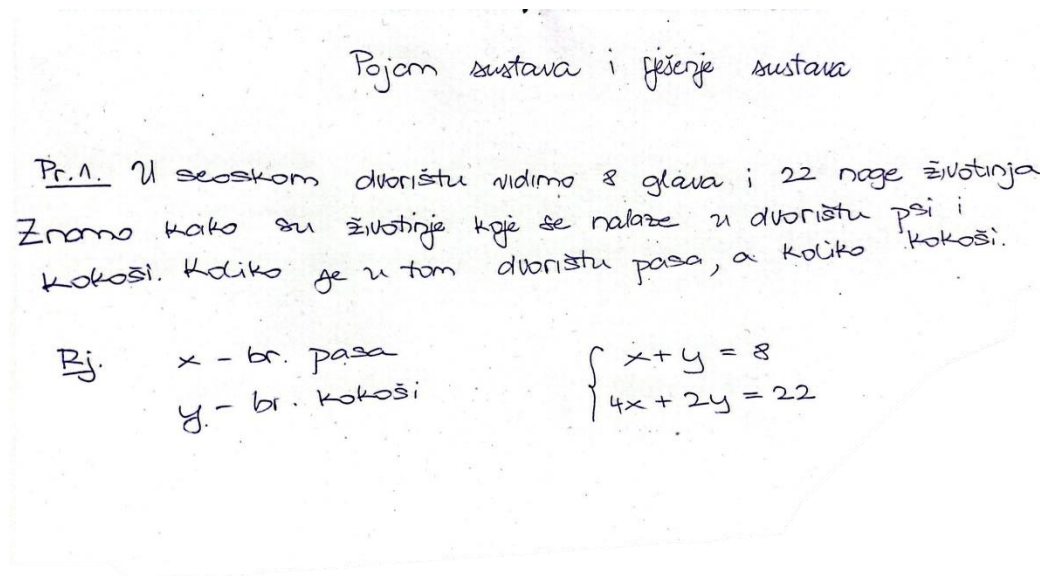 Pojam sustava i rješenje sustava
Pr.1. U seoskom dvorištu vidimo 8 glava i 22 noge životinja
Znamo kako su životinje koje se nalaze u dvorištu psi i
kokoši. Koliko je u tom dvorištu pasa, a koliko kokoši.
Rj. x - br. pasa
y - br. kokoši
{ x + y = 8
4x + 2y = 22